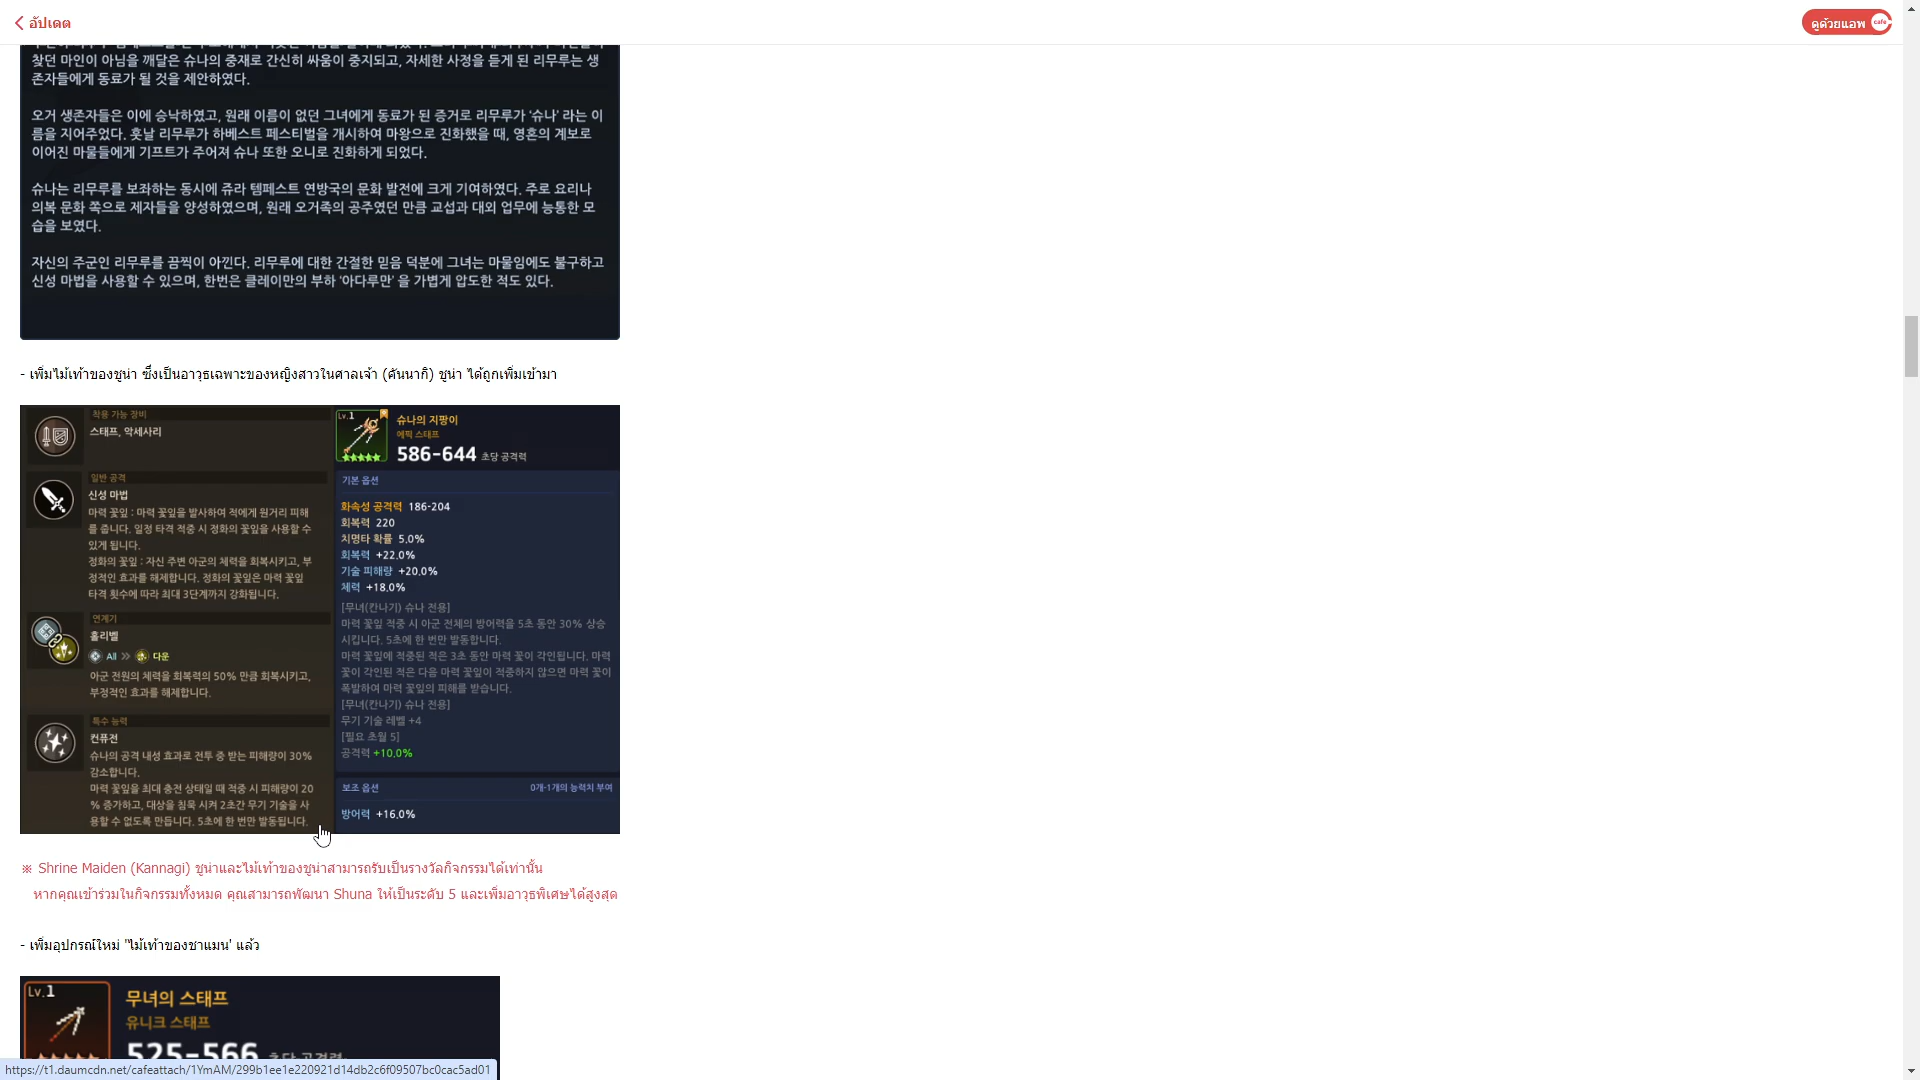 อัปเดต
ดูด้วยแอพ
cafe
찾던 마인이 아님을 깨달은 슈나의 중재로 간신히 싸움이 중지되고, 자세한 사정을 듣게 된 리무루는 생
존자들에게 동료가 될 것을 제안하였다.
오거 생존자들은 이에 승낙하였고, 원래 이름이 없던 그녀에게 동료가 된 증거로 리무루가 ‘슈나’ 라는 이
름을 지어주었다. 훗날 리무루가 하베스트 페스티벌을 개시하여 마왕으로 진화했을 때, 영혼의 계보로
이어진 마물들에게 기프트가 주어져 슈나 또한 오니로 진화하게 되었다.
슈나는 리무루를 보좌하는 동시에 쥬라 템페스트 연방국의 문화 발전에 크게 기여하였다. 주로 요리나
의복 문화 쪽으로 제자들을 양성하였으며, 원래 오거족의 공주였던 만큼 교섭과 대외 업무에 능통한 모
습을 보였다.
자신의 주군인 리무루를 끔찍이 아낀다. 리무루에 대한 간절한 믿음 덕분에 그녀는 마물임에도 불구하고
신성 마법을 사용할 수 있으며, 한번은 클레이만의 부하 ‘아다루만’ 을 가볍게 압도한 적도 있다.
- เพิ่มไม้เท้าของชูน่า ซึ่งเป็นอาวุธเฉพาะของหญิงสาวในศาลเจ้า (คันนากิ) ชูน่า ได้ถูกเพิ่มเข้ามา
착용 가능 장비
스태프, 악세사리
일반 공격
신성 마법
마력 꽃잎 : 마력 꽃잎을 발사하여 적에게 원거리 피해
를 줍니다. 일정 타격 적중 시 정화의 꽃잎을 사용할 수
있게 됩니다.
정화의 꽃잎 : 자신 주변 아군의 체력을 회복시키고, 부
정적인 효과를 해제합니다. 정화의 꽃잎은 마력 꽃잎
타격 횟수에 따라 최대 3단계까지 강화됩니다.
연계기
홀리벨
All » 다운
아군 전원의 체력을 회복력의 50% 만큼 회복시키고,
부정적인 효과를 해제합니다.
특수 능력
컨퓨전
슈나의 공격 내성 효과로 전투 중 받는 피해량이 30%
감소합니다.
마력 꽃잎을 최대 충전 상태일 때 적중 시 피해량이 20
% 증가하고, 대상을 침묵 시켜 2초간 무기 기술을 사
용할 수 없도록 만듭니다. 5초에 한 번만 발동됩니다.
Lv.1
슈나의 지팡이
에픽 스태프
586-644 초당 공격력
기본 옵션
화속성 공격력 186-204
회복력 220
치명타 확률 5.0%
회복력 +22.0%
기술 피해량 +20.0%
체력 +18.0%
[무녀(칸나기) 슈나 전용]
마력 꽃잎 적중 시 아군 전체의 방어력을 5초 동안 30% 상승
시킵니다. 5초에 한 번만 발동합니다.
마력 꽃잎에 적중된 적은 3초 동안 마력 꽃이 각인됩니다. 마력
꽃이 각인된 적은 다음 마력 꽃잎이 적중하지 않으면 마력 꽃이
폭발하여 마력 꽃잎의 피해를 받습니다.
[무녀(칸나기) 슈나 전용]
무기 기술 레벨 +4
[필요 초월 5]
공격력 +10.0%
보조 옵션 0개-1개의 능력치 부여
방어력 +16.0%
※ Shrine Maiden (Kannagi) ชูน่าและไม้เท้าของชูน่าสามารถรับเป็นรางวัลกิจกรรมได้เท่านั้น
หากคุณเข้าร่วมในกิจกรรมทั้งหมด คุณสามารถพัฒนา Shuna ให้เป็นระดับ 5 และเพิ่มอาวุธพิเศษได้สูงสุด
- เพิ่มอุปกรณ์ใหม่ 'ไม้เท้าของชาแมน' แล้ว
Lv.1
무녀의 스태프
유니크 스태프
525-566 초당 공격력
https://t1.daumcdn.net/cafeattach/1YmAM/299b1ee1e220921d14db2c6f09507bc0cac5ad01